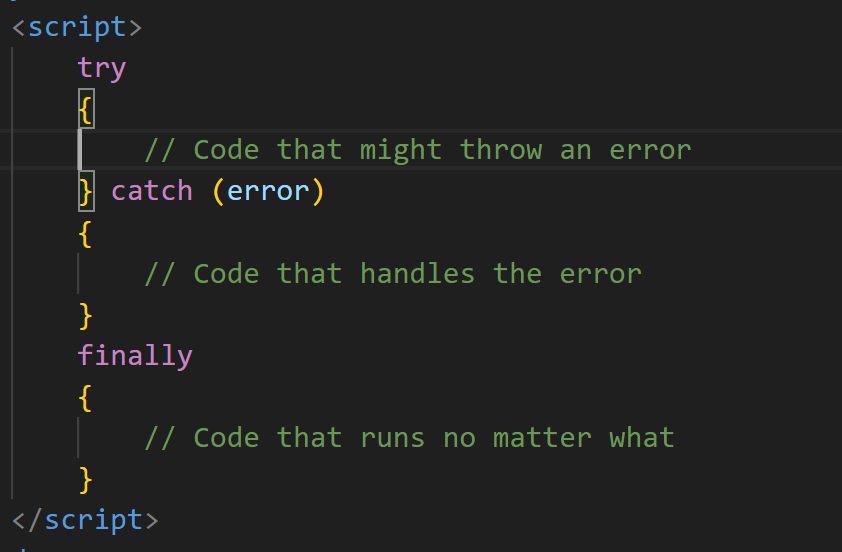 <script>
try
{
// Code that might throw an error
} catch (error)
{
// Code that handles the error
}
finally
{
// Code that runs no matter what
}
</script>